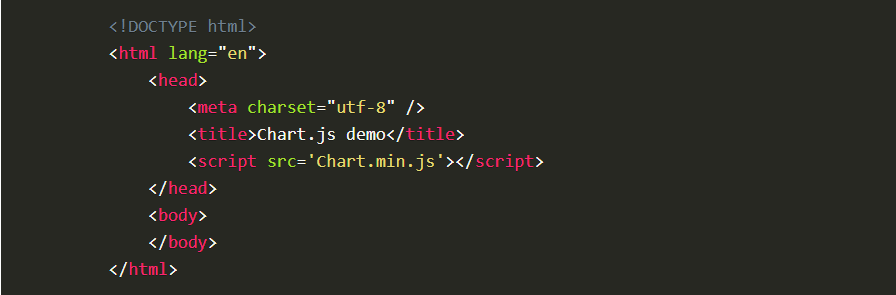 <!DOCTYPE html>
<html lang="en">
    <head>
        <meta charset="utf-8" />
        <title>Chart.js demo</title>
        <script src='Chart.min.js'></script>
    </head>
    <body>
    </body>
</html>